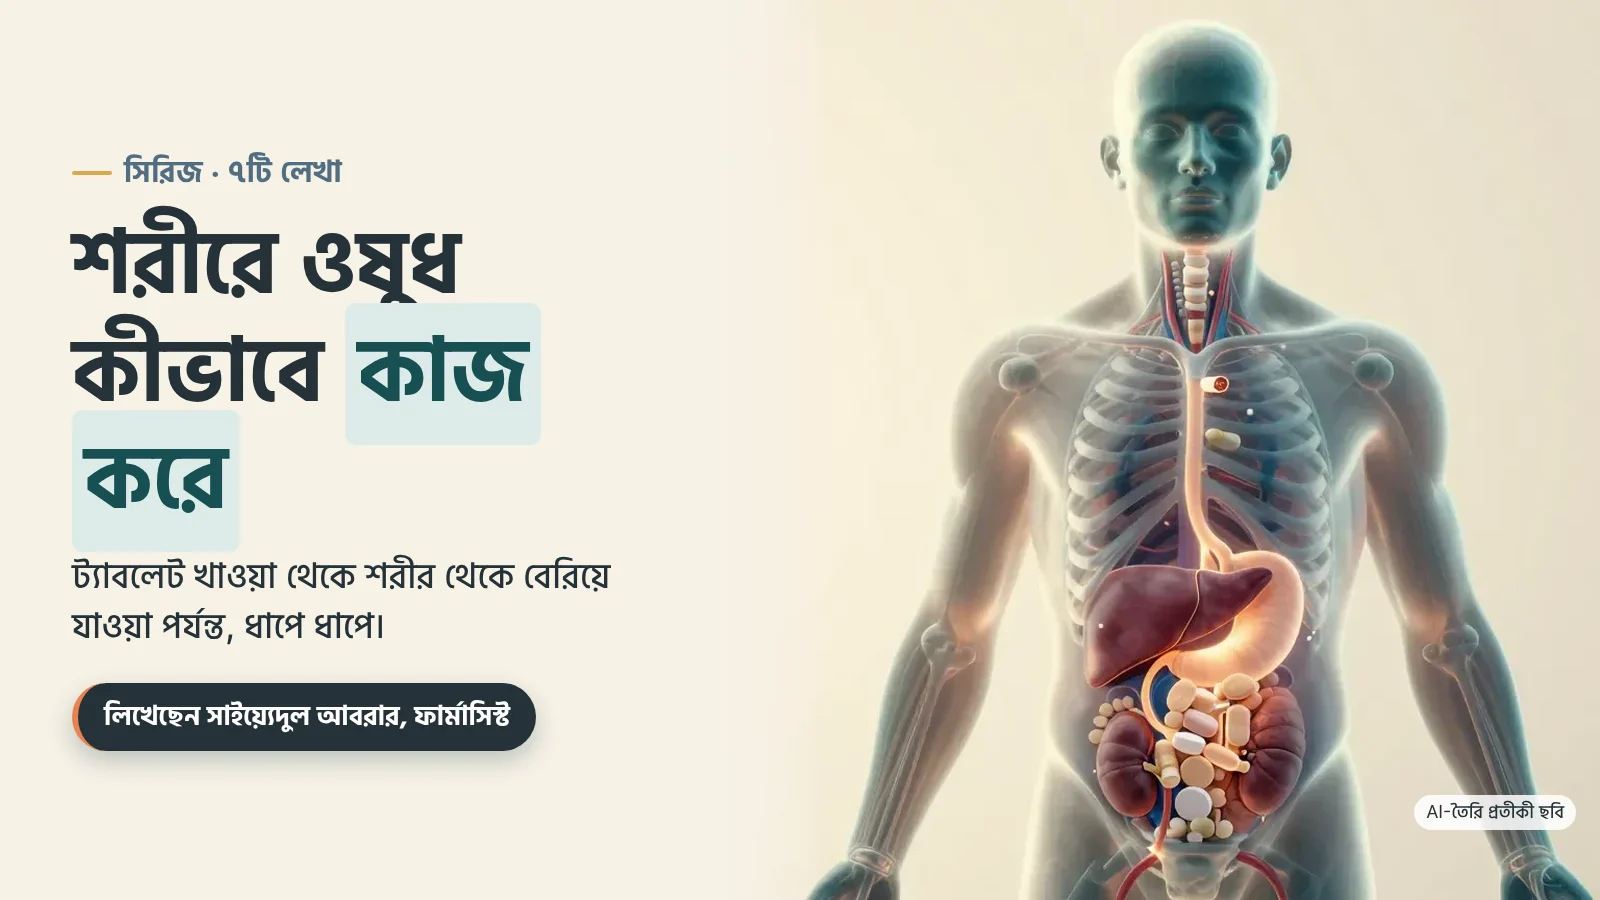 সিরিজ · ৭টি লেখা
শরীরে ওষুধ
কীভাবে কাজ
করে
ট্যাবলেট খাওয়া থেকে শরীর থেকে বেরিয়ে
যাওয়া পর্যন্ত, ধাপে ধাপে।
লিখেছেন সাইয়্যেদুল আবরার, ফার্মাসিস্ট
AI-তৈরি প্রতীকী ছবি